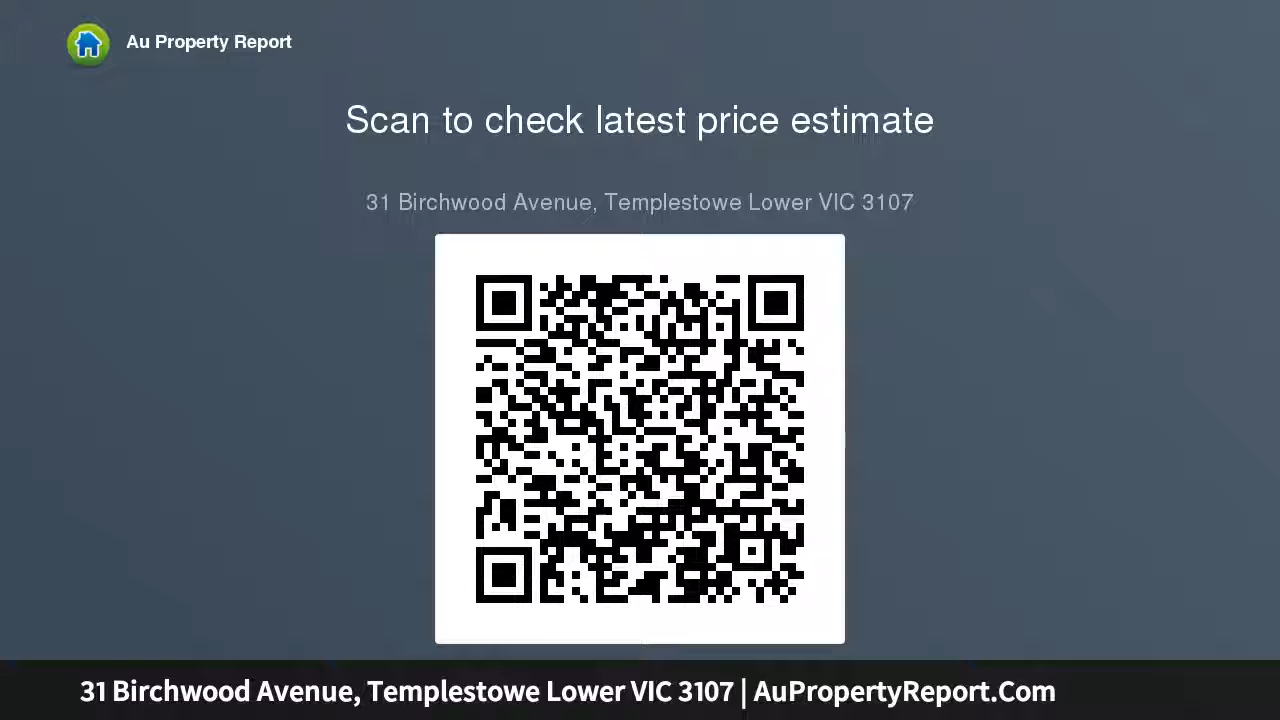 Au Property Report
Scan to check latest price estimate
31 Birchwood Avenue, Templestowe Lower VIC 3107
31 Birchwood Avenue, Templestowe Lower VIC 3107 | AuPropertyReport.Com